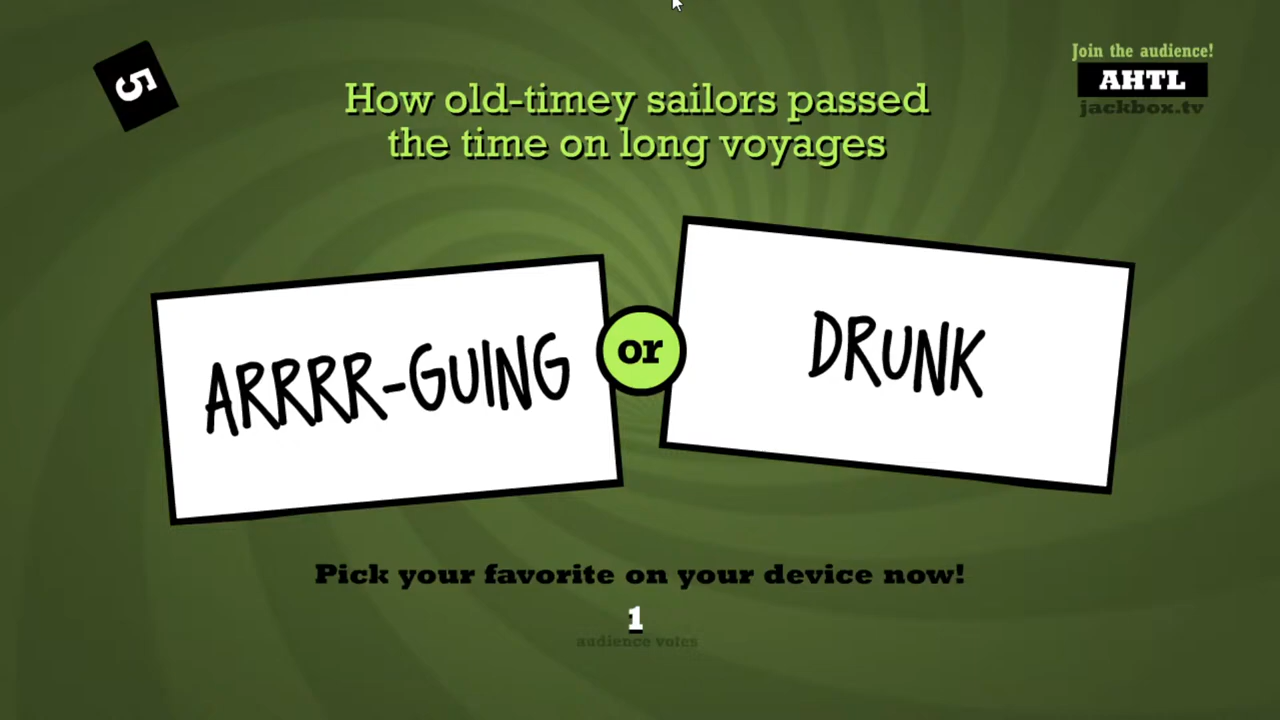 5
Join the audience!
AHTL
jackbox.tv
How old-timey sailors passed
the time on long voyages
ARRRR-GUING
or
DRUNK
Pick your favorite on your device now!
1
audience votes